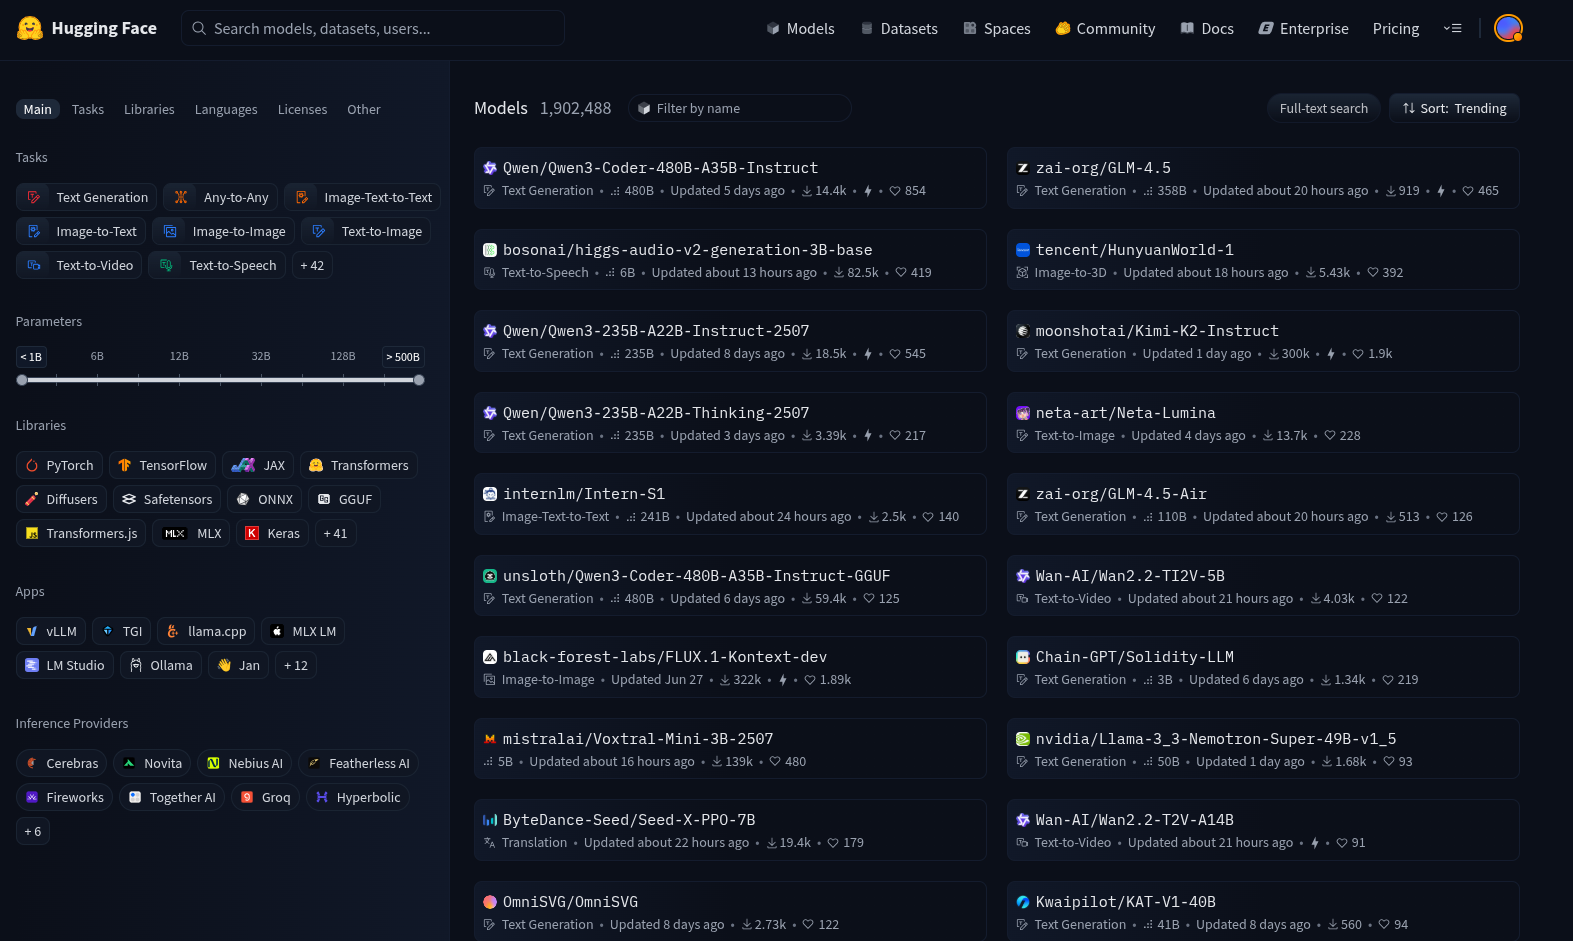 Hugging Face
Search models, datasets, users...
Models
Datasets
Spaces
Community
Docs
Enterprise
Pricing
Main Tasks Libraries Languages Licenses Other
Tasks
Text Generation Any-to-Any Image-Text-to-Text
Image-to-Text Image-to-Image Text-to-Image
Text-to-Video Text-to-Speech + 42
Parameters
< 1B 6B 12B 32B 128B > 500B
Libraries
PyTorch TensorFlow JAX Transformers
Diffusers Safetensors ONNX GGUF
Transformers.js MLX MLX K Keras + 41
Apps
vLLM TGI llama.cpp MLX LM
LM Studio Ollama Jan + 12
Inference Providers
Cerebras Novita Nebius AI Featherless AI
Fireworks Together AI Groq Hyperbolic
+ 6
Models 1,902,488 Filter by name Full-text search Sort: Trending
Qwen/Qwen3-Coder-480B-A35B-Instruct
Text Generation • 480B • Updated 5 days ago • 14.4k • • 854
zai-org/GLM-4.5
Text Generation • 358B • Updated about 20 hours ago • 919 • • 465
bosonai/higgs-audio-v2-generation-3B-base
Text-to-Speech • 6B • Updated about 13 hours ago • 82.5k • 419
tencent/HunyuanWorld-1
Image-to-3D • Updated about 18 hours ago • 5.43k • 392
Qwen/Qwen3-235B-A22B-Instruct-2507
Text Generation • 235B • Updated 8 days ago • 18.5k • • 545
moonshotai/Kimi-K2-Instruct
Text Generation • Updated 1 day ago • 300k • • 1.9k
Qwen/Qwen3-235B-A22B-Thinking-2507
Text Generation • 235B • Updated 3 days ago • 3.39k • • 217
neta-art/Neta-Lumina
Text-to-Image • Updated 4 days ago • 13.7k • 228
internlm/Intern-S1
Image-Text-to-Text • 241B • Updated about 24 hours ago • 2.5k • 140
zai-org/GLM-4.5-Air
Text Generation • 110B • Updated about 20 hours ago • 513 • 126
unsloth/Qwen3-Coder-480B-A35B-Instruct-GGUF
Text Generation • 480B • Updated 6 days ago • 59.4k • 125
Wan-AI/Wan2.2-TI2V-5B
Text-to-Video • Updated about 21 hours ago • 4.03k • 122
black-forest-labs/FLUX.1-Kontext-dev
Image-to-Image • Updated Jun 27 • 322k • • 1.89k
Chain-GPT/Solidity-LLM
Text Generation • 3B • Updated 6 days ago • 1.34k • 219
mistralai/Voxtral-Mini-3B-2507
5B • Updated about 16 hours ago • 139k • 480
nvidia/Llama-3_3-Nemotron-Super-49B-v1_5
Text Generation • 50B • Updated 1 day ago • 1.68k • 93
ByteDance-Seed/Seed-X-PPO-7B
Translation • Updated about 22 hours ago • 19.4k • 179
Wan-AI/Wan2.2-T2V-A14B
Text-to-Video • Updated about 21 hours ago • • 91
OmniSVG/OmniSVG
Text Generation • Updated 8 days ago • 2.73k • 122
Kwaipilot/KAT-V1-40B
Text Generation • 41B • Updated 8 days ago • 560 • 94